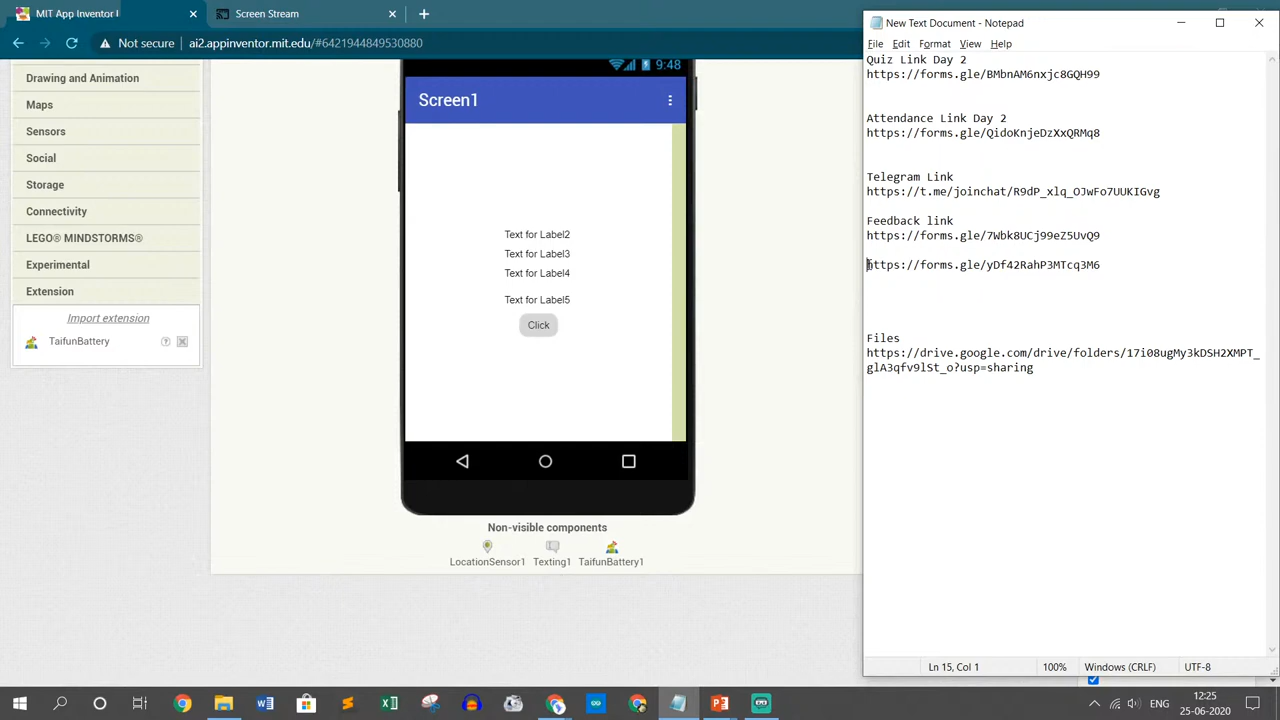 MIT App Inventor
Screen Stream
Not secure
ai2.appinventor.mit.edu/#6421944849530880
Drawing and Animation
Maps
Sensors
Social
Storage
Connectivity
LEGO® MINDSTORMS®
Experimental
Extension
Import extension
TaifunBattery
9:48
Screen1
Text for Label2
Text for Label3
Text for Label4
Text for Label5
Click
Non-visible components
LocationSensor1
Texting1
TaifunBattery1
New Text Document - Notepad
File Edit Format View Help
Quiz Link Day 2
https://forms.gle/BMbnAM6nxjc8GQH99
Attendance Link Day 2
https://forms.gle/QidoKnjeDzXxQRMq8
Telegram Link
https://t.me/joinchat/R9dP_xlq_OJwFo7UUKIGvg
Feedback link
https://forms.gle/7Wbk8UCj99eZ5UvQ9
https://forms.gle/yDf42RahP3MTcq3M6
Files
https://drive.google.com/drive/folders/17i08ugMy3kDSH2XMPT_
glA3qfv9lSt_o?usp=sharing
Ln 15, Col 1
100%
Windows (CRLF)
UTF-8
ENG
12:25
25-06-2020